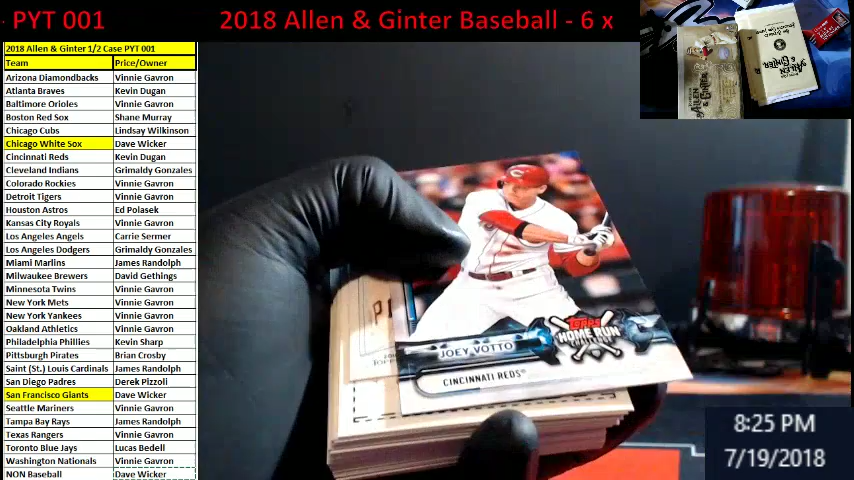 PYT 001
2018 Allen & Ginter Baseball - 6 x
2018 Allen & Ginter 1/2 Case PYT 001
Team Price/Owner
Arizona Diamondbacks Vinnie Gavron
Atlanta Braves Kevin Dugan
Baltimore Orioles Vinnie Gavron
Boston Red Sox Shane Murray
Chicago Cubs Lindsay Wilkinson
Chicago White Sox Dave Wicker
Cincinnati Reds Kevin Dugan
Cleveland Indians Grimaldy Gonzales
Colorado Rockies Vinnie Gavron
Detroit Tigers Vinnie Gavron
Houston Astros Ed Polasek
Kansas City Royals Vinnie Gavron
Los Angeles Angels Carrie Sermer
Los Angeles Dodgers Grimaldy Gonzales
Miami Marlins James Randolph
Milwaukee Brewers David Gethings
Minnesota Twins Vinnie Gavron
New York Mets Vinnie Gavron
New York Yankees Vinnie Gavron
Oakland Athletics Vinnie Gavron
Philadelphia Phillies Kevin Sharp
Pittsburgh Pirates Brian Crosby
Saint (St.) Louis Cardinals James Randolph
San Diego Padres Derek Pizzoli
San Francisco Giants Dave Wicker
Seattle Mariners Vinnie Gavron
Tampa Bay Rays James Randolph
Texas Rangers Vinnie Gavron
Toronto Blue Jays Lucas Bedell
Washington Nationals Vinnie Gavron
NON Baseball Dave Wicker
ALLEN & GINTER
ALLEN & GINTER
TOPPS
HOME RUN
JOEY VOTTO
CINCINNATI REDS
8:25 PM
7/19/2018